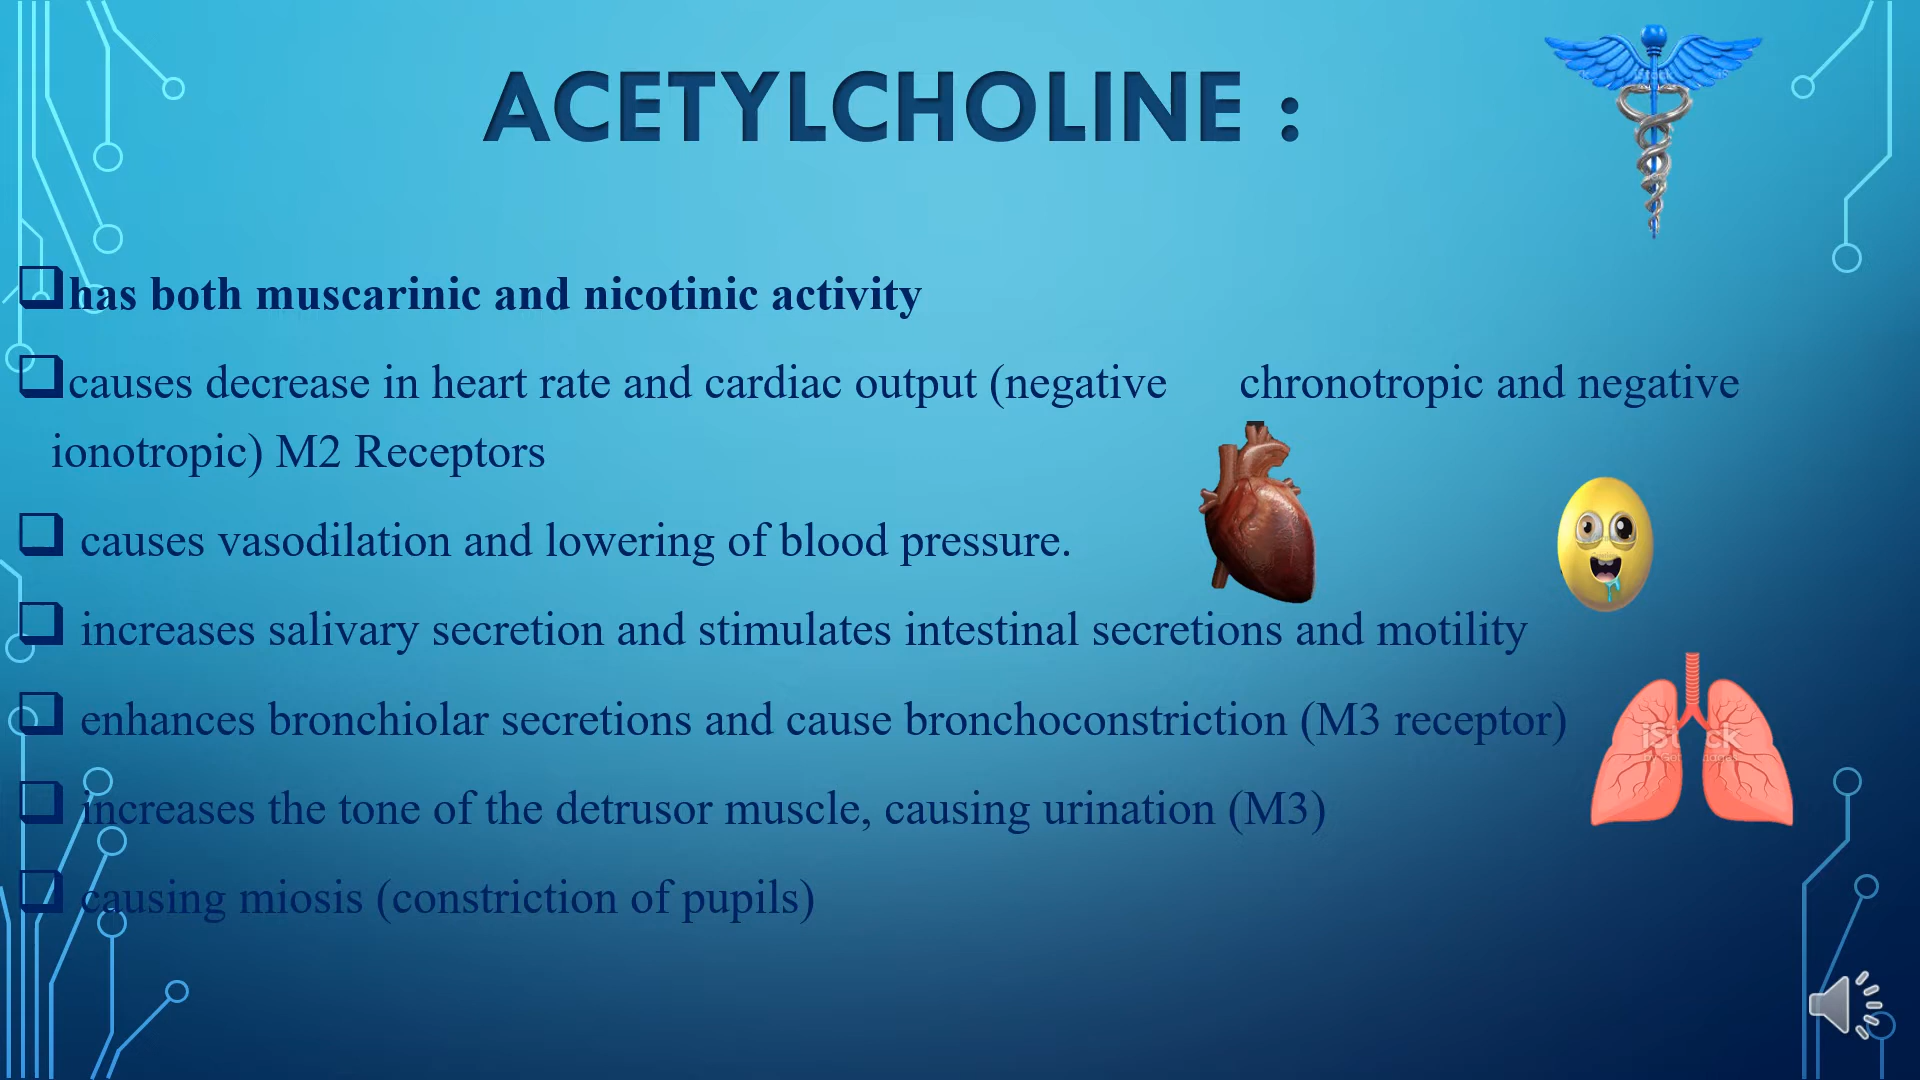 ACETYLCHOLINE :
has both muscarinic and nicotinic activity
causes decrease in heart rate and cardiac output (negative chronotropic and negative
ionotropic) M2 Receptors
causes vasodilation and lowering of blood pressure.
increases salivary secretion and stimulates intestinal secretions and motility
enhances bronchiolar secretions and cause bronchoconstriction (M3 receptor)
increases the tone of the detrusor muscle, causing urination (M3)
causing miosis (constriction of pupils)